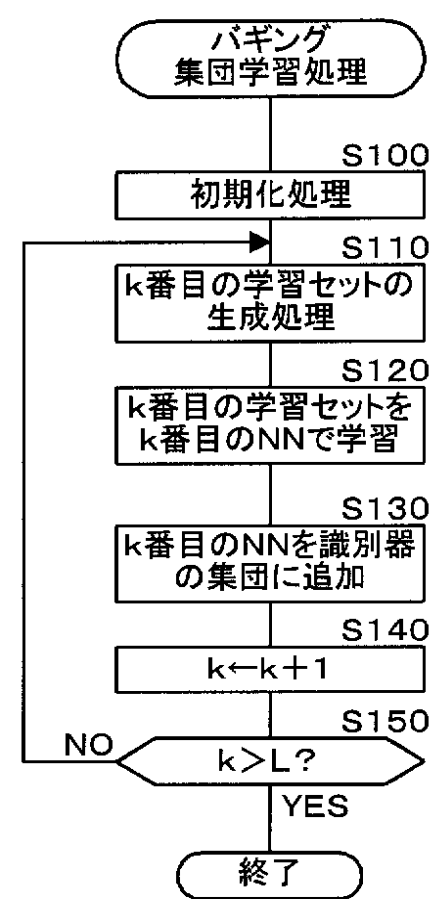 バギング
集団学習処理
S100
初期化処理
S110
k番目の学習セットの
生成処理
S120
k番目の学習セットを
k番目のNNで学習
S130
k番目のNNを識別器
の集団に追加
S140
k←k+1
S150
NO
k>L?
YES
終了